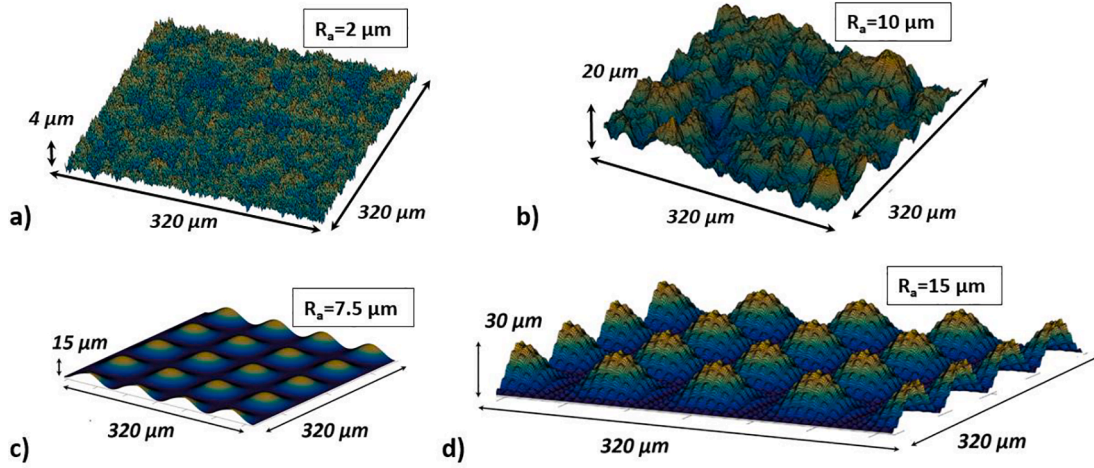 Ra=2 µm
4 µm
320 µm
320 µm
a)
Ra=10 µm
20 µm
320 µm
320 µm
b)
Ra=7.5 µm
15 µm
320 µm
320 µm
c)
Ra=15 µm
30 µm
320 µm
320 µm
d)